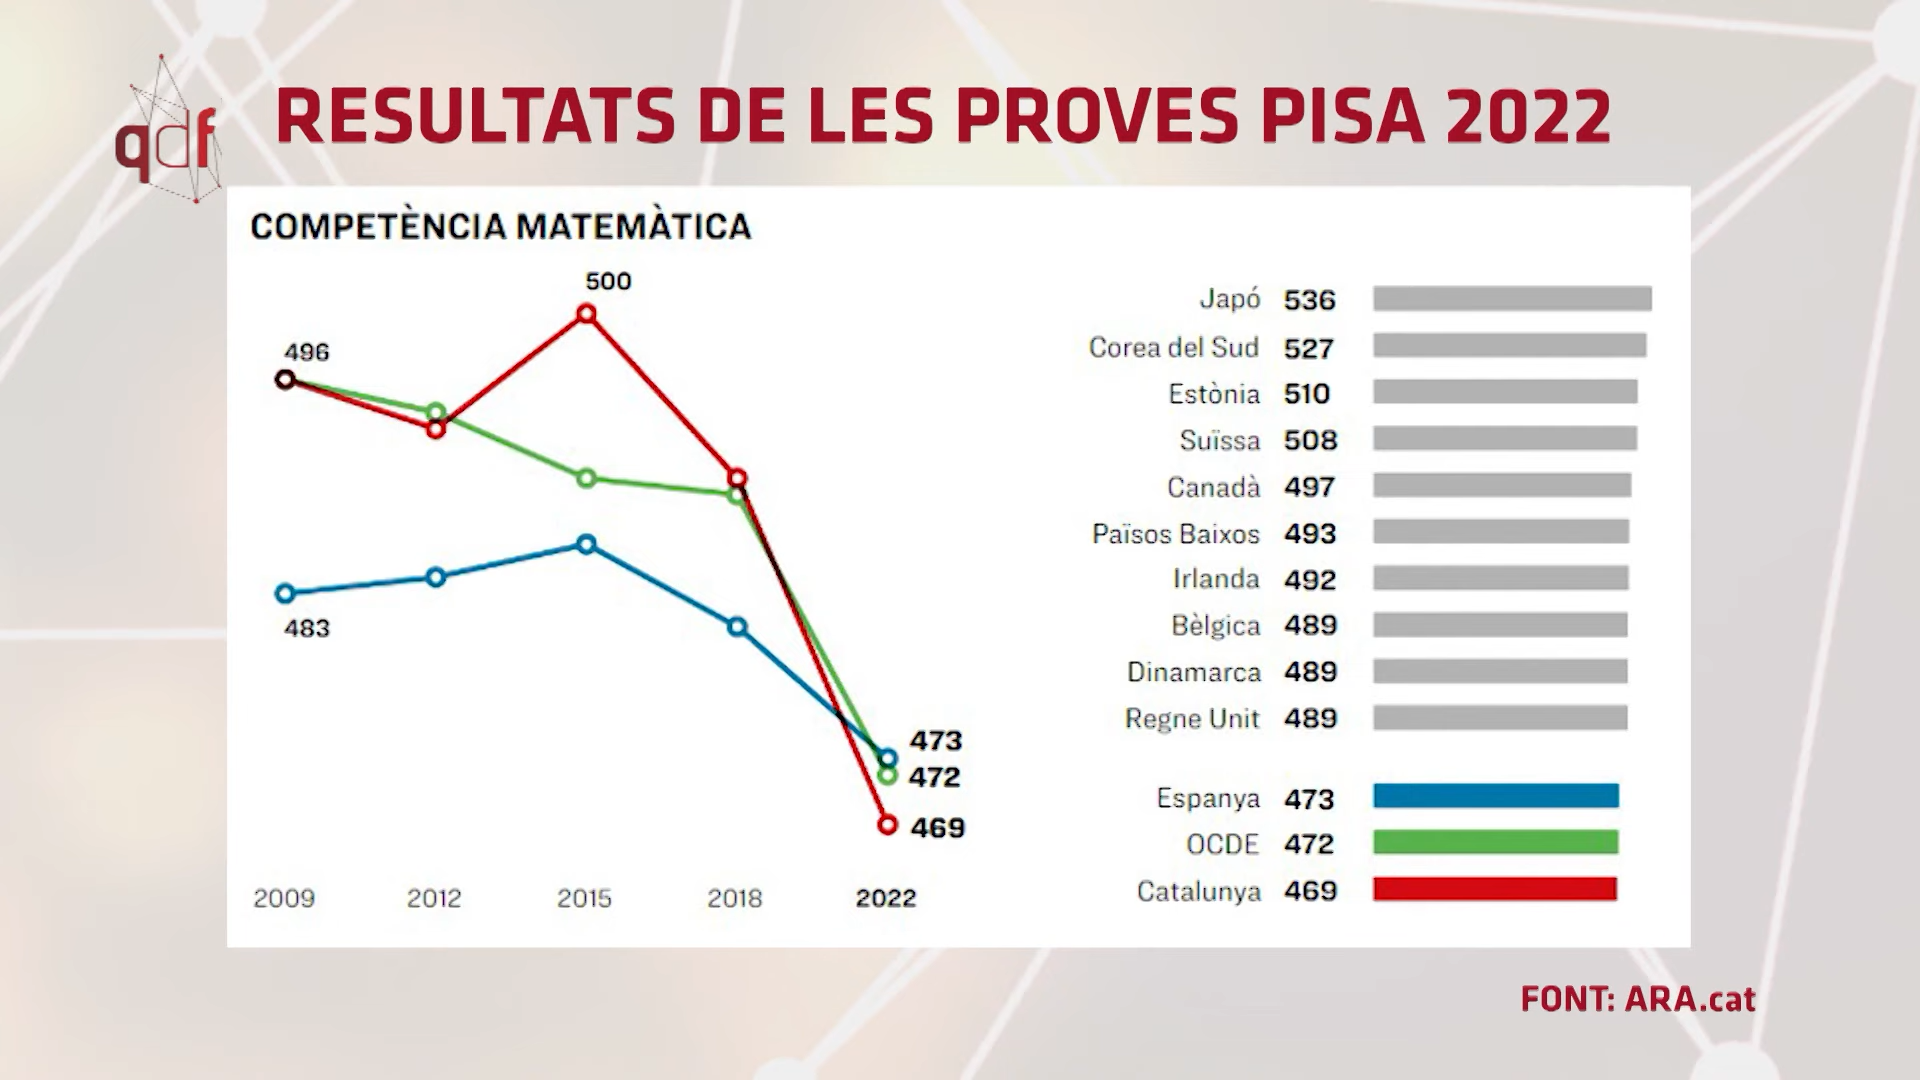 qdf
RESULTATS DE LES PROVES PISA 2022
COMPETÈNCIA MATEMÀTICA
500
496
483
473
472
469
2009 2012 2015 2018 2022
Japó 536
Corea del Sud 527
Estònia 510
Suïssa 508
Canadà 497
Països Baixos 493
Irlanda 492
Bèlgica 489
Dinamarca 489
Regne Unit 489
Espanya 473
OCDE 472
Catalunya 469
FONT: ARA.cat